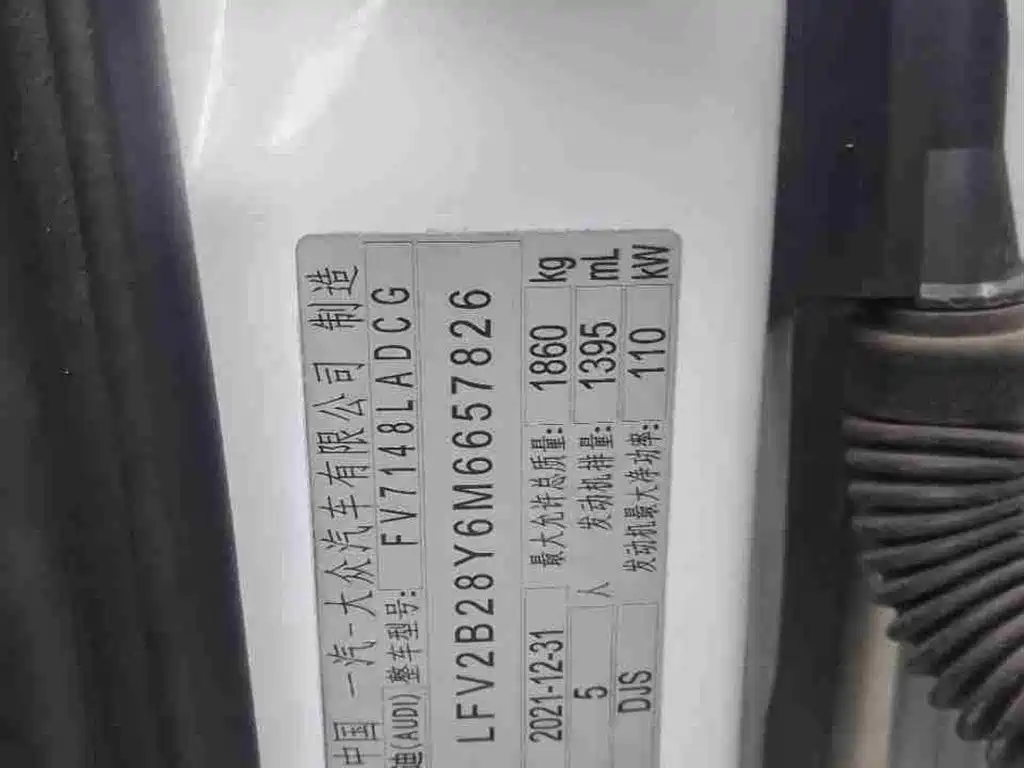 中国 一汽-大众汽车有限公司 制造
迪(AUDI) 整车型号: FV7148LADCG
LFV2B28Y6M6657826
2021-12-31 最大允许总质量: 1860 kg
5 人 发动机排量: 1395 mL
DJS 发动机最大净功率: 110 kW